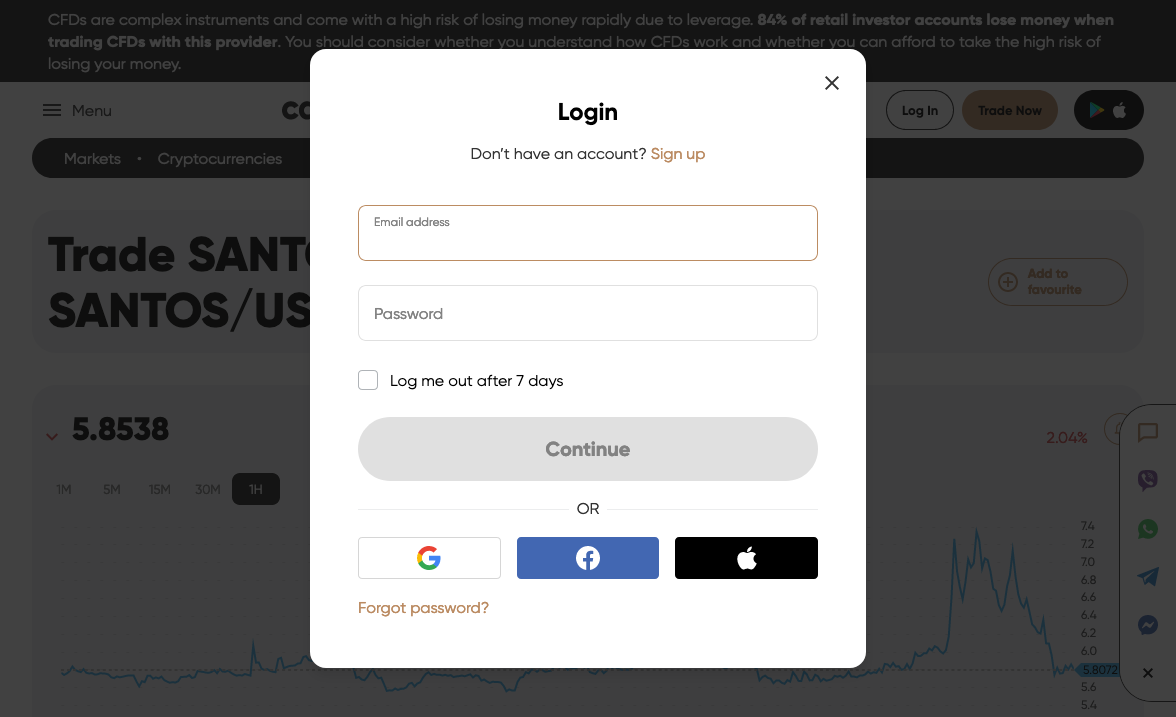 CFDs are complex instruments and come with a high risk of losing money rapidly due to leverage. 84% of retail investor accounts lose money when
trading CFDs with this provider. You should consider whether you understand how CFDs work and whether you can afford to take the high risk of
losing your money.
Menu
Log In
Trade Now
Markets • Cryptocurrencies
Login
Don't have an account? Sign up
Email address
Password
Log me out after 7 days
Continue
OR
Forgot password?
Trade
SANTOS/US
Add to
favourite
5.8538
2.04%
1M 5M 15M 30M 1H
7.4
7.2
7.0
6.8
6.6
6.4
6.2
6.0
5.8072
5.6
5.4